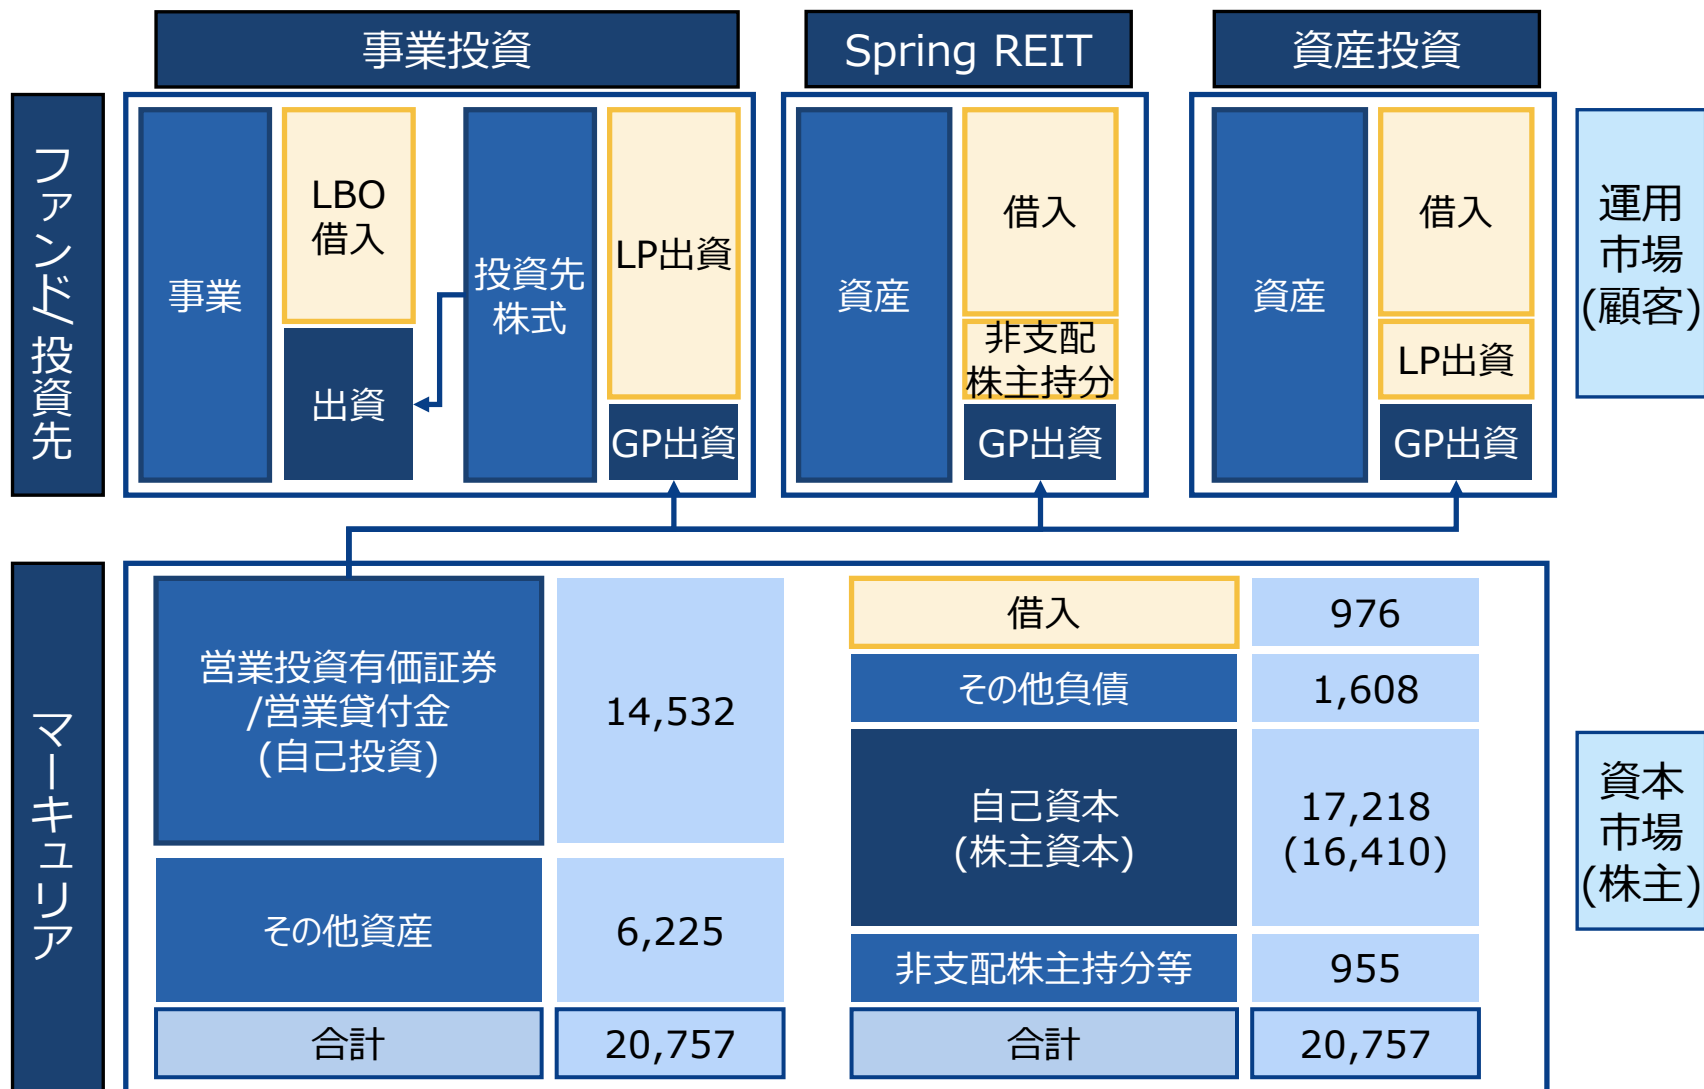 事業投資
Spring REIT
資産投資
ファンド/投資先
事業
LBO
借入
出資
投資先
株式
LP出資
GP出資
資産
借入
非支配
株主持分
GP出資
資産
借入
LP出資
GP出資
運用
市場
(顧客)
マーキュリア
営業投資有価証券
/営業貸付金
(自己投資)
14,532
その他資産
6,225
合計
20,757
借入
976
その他負債
1,608
自己資本
(株主資本)
17,218
(16,410)
非支配株主持分等
955
合計
20,757
資本
市場
(株主)